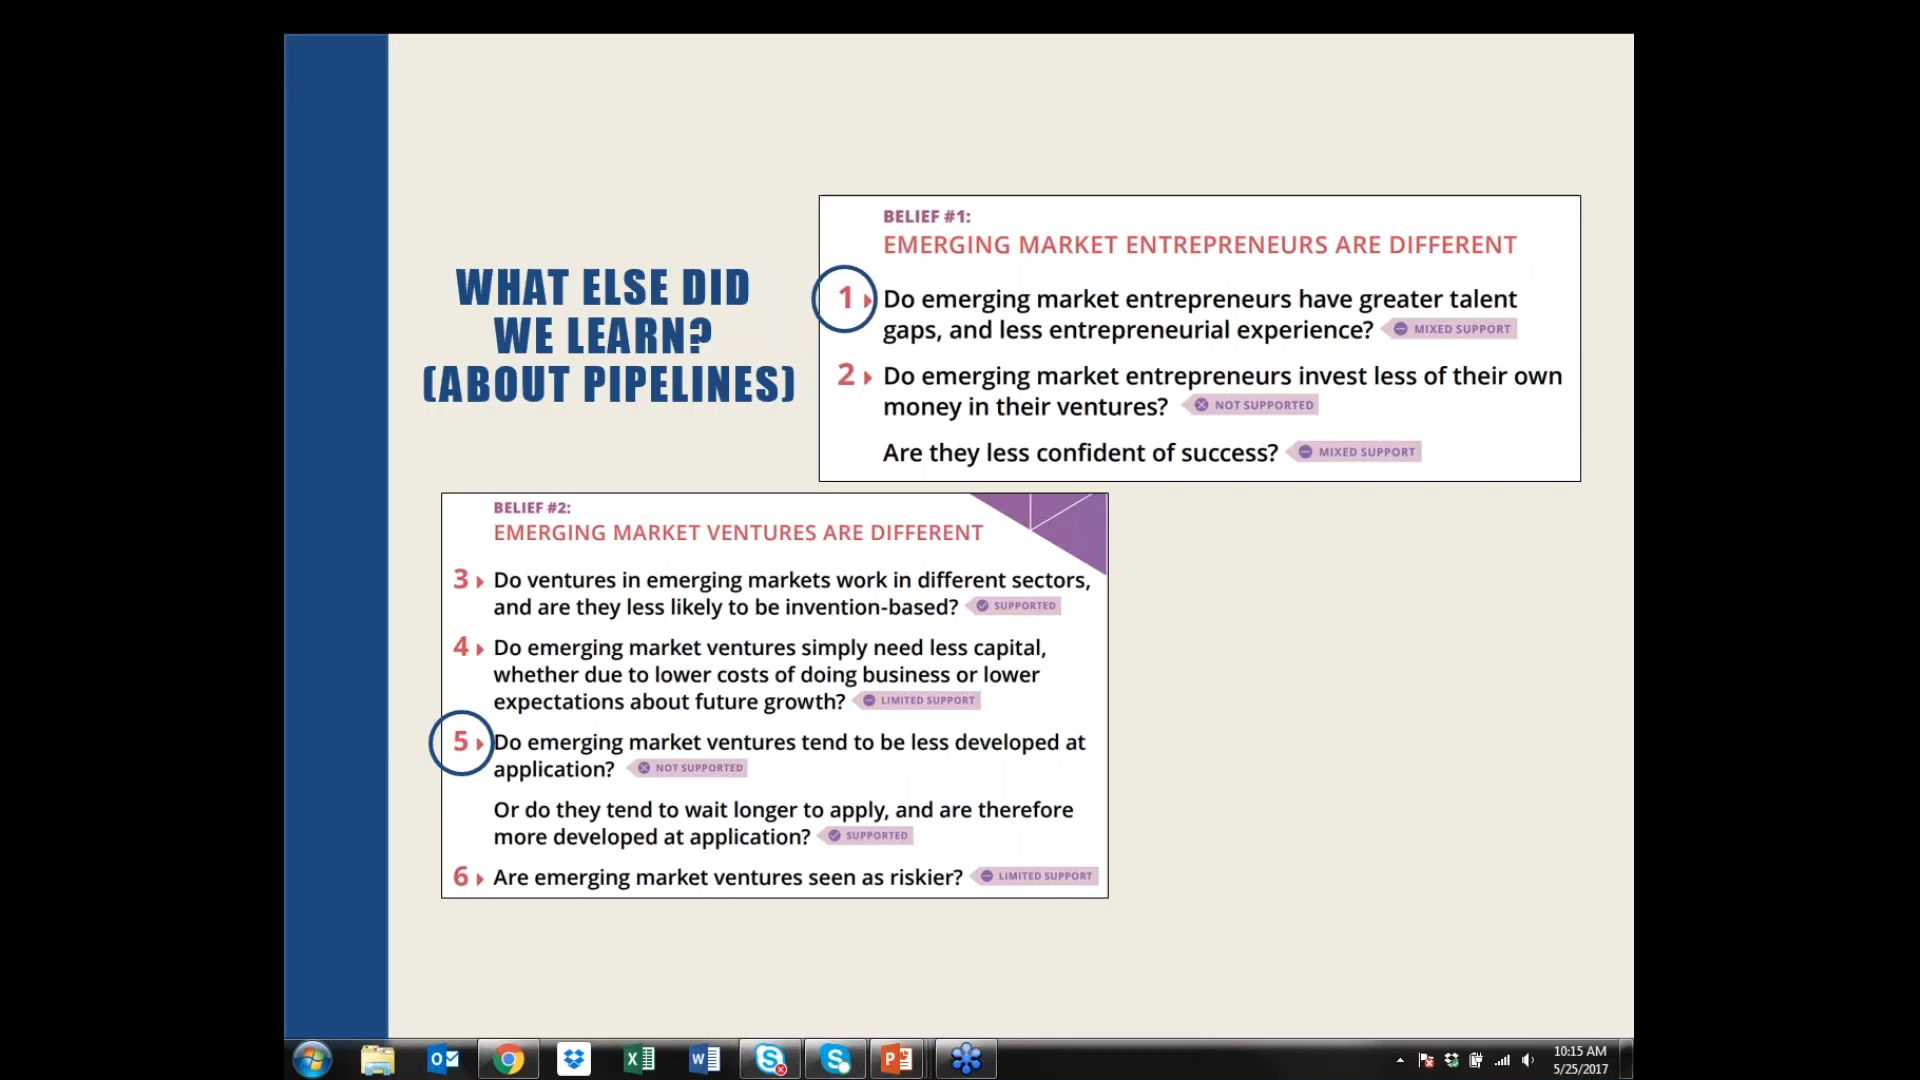 WHAT ELSE DID
WE LEARN?
(ABOUT PIPELINES)
BELIEF #1:
EMERGING MARKET ENTREPRENEURS ARE DIFFERENT
1 Do emerging market entrepreneurs have greater talent
gaps, and less entrepreneurial experience? MIXED SUPPORT
2 Do emerging market entrepreneurs invest less of their own
money in their ventures? NOT SUPPORTED
Are they less confident of success? MIXED SUPPORT
BELIEF #2:
EMERGING MARKET VENTURES ARE DIFFERENT
3 Do ventures in emerging markets work in different sectors,
and are they less likely to be invention-based? SUPPORTED
4 Do emerging market ventures simply need less capital,
whether due to lower costs of doing business or lower
expectations about future growth? LIMITED SUPPORT
5 Do emerging market ventures tend to be less developed at
application? NOT SUPPORTED
Or do they tend to wait longer to apply, and are therefore
more developed at application? SUPPORTED
6 Are emerging market ventures seen as riskier? LIMITED SUPPORT
10:15 AM
5/25/2017